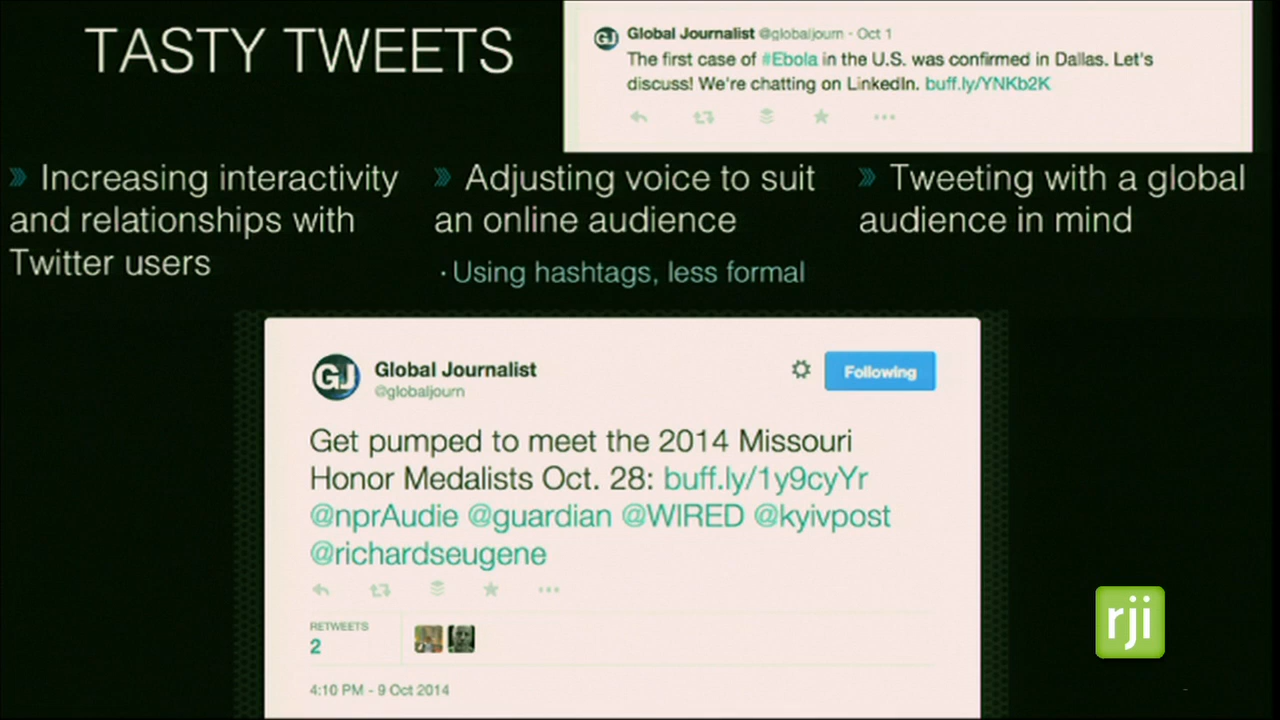 TASTY TWEETS
GJ Global Journalist @globaljourn · Oct 1
The first case of #Ebola in the U.S. was confirmed in Dallas. Let's
discuss! We're chatting on LinkedIn. buff.ly/YNKb2K
» Increasing interactivity
and relationships with
Twitter users
» Adjusting voice to suit
an online audience
· Using hashtags, less formal
» Tweeting with a global
audience in mind
GJ
Global Journalist
@globaljourn
Following
Get pumped to meet the 2014 Missouri
Honor Medalists Oct. 28: buff.ly/1y9cyYr
@nprAudie @guardian @WIRED @kyivpost
@richardseugene
RETWEETS
2
4:10 PM - 9 Oct 2014
rji